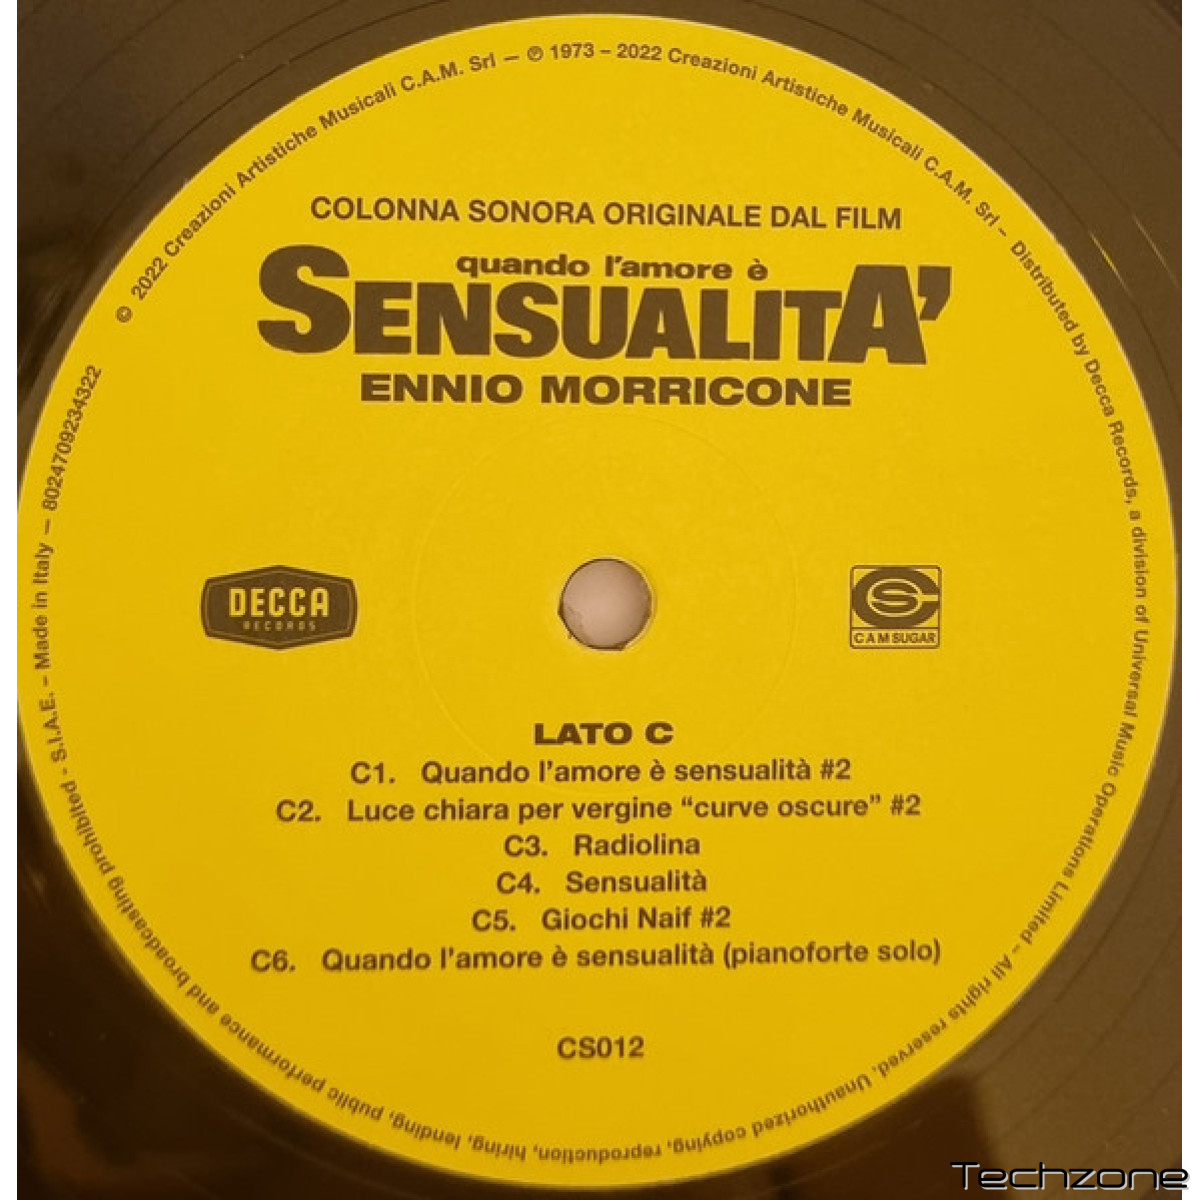 © 2022 Creazioni Artistiche Musicali C.A.M. Srl – ℗ 1973 – 2022 Creazioni Artistiche Musicali C.A.M. Srl – Distributed by Decca Records, a division of Universal Music Operations Limited – All rights reserved. Unauthorized copying, reproduction, hiring, lending, public performance and broadcasting prohibited - S.I.A.E. – Made in Italy – 8024709234322
COLONNA SONORA ORIGINALE DAL FILM
quando l'amore è
SENSUALITA'
ENNIO MORRICONE
DECCA
RECORDS
CS
CAM SUGAR
LATO C
C1. Quando l'amore è sensualità #2
C2. Luce chiara per vergine “curve oscure” #2
C3. Radiolina
C4. Sensualità
C5. Giochi Naif #2
C6. Quando l'amore è sensualità (pianoforte solo)
CS012
Techzone